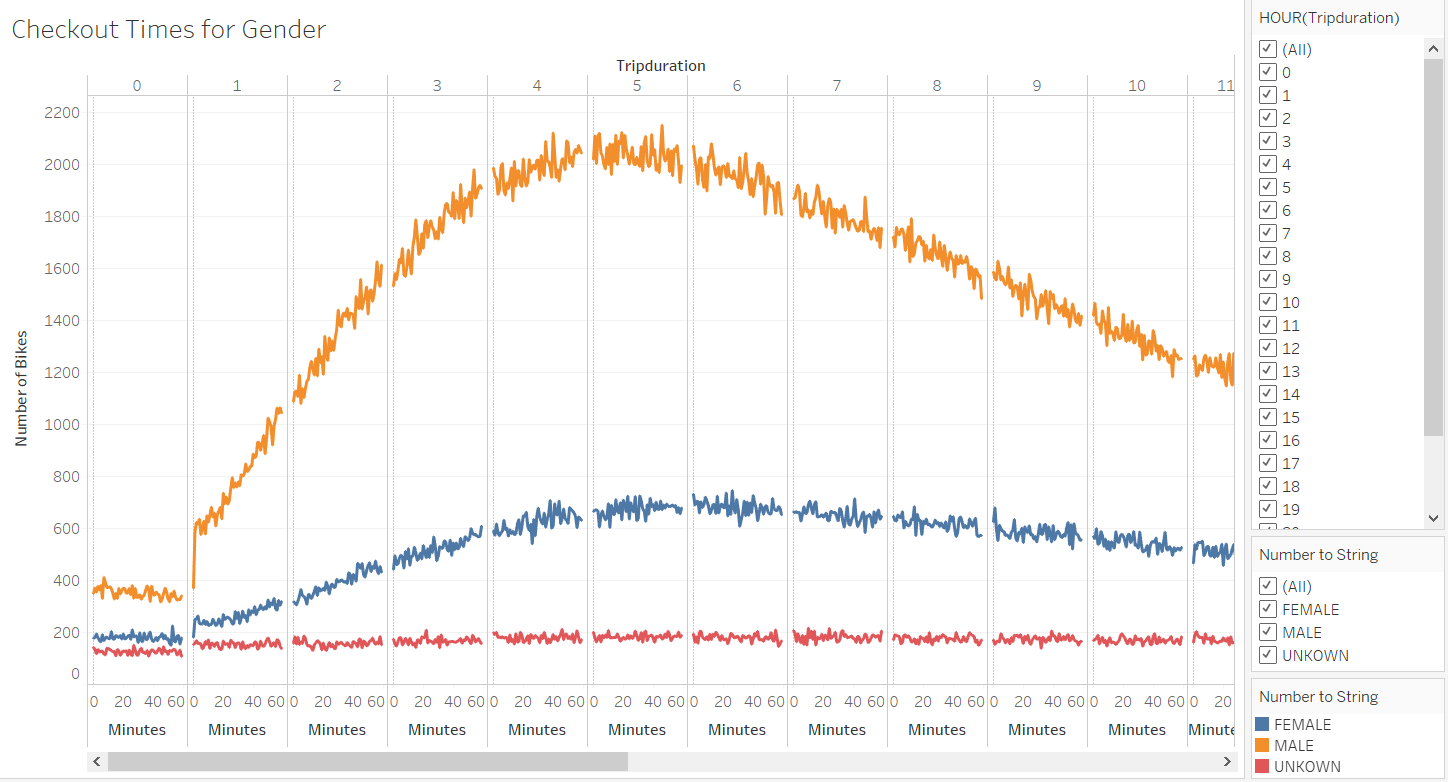 Checkout Times for Gender
Tripduration
0 1 2 3 4 5 6 7 8 9 10 11
Number of Bikes
2200
2000
1800
1600
1400
1200
1000
800
600
400
200
0
0 20 40 60 0 20 40 60 0 20 40 60 0 20 40 60 0 20 40 60 0 20 40 60 0 20 40 60 0 20 40 60 0 20 40 60 0 20 40 60 0 20 40 60 0 20
Minutes Minutes Minutes Minutes Minutes Minutes Minutes Minutes Minutes Minutes Minutes Minute
HOUR(Tripduration)
(All)
0
1
2
3
4
5
6
7
8
9
10
11
12
13
14
15
16
17
18
19
Number to String
(All)
FEMALE
MALE
UNKOWN
Number to String
FEMALE
MALE
UNKOWN